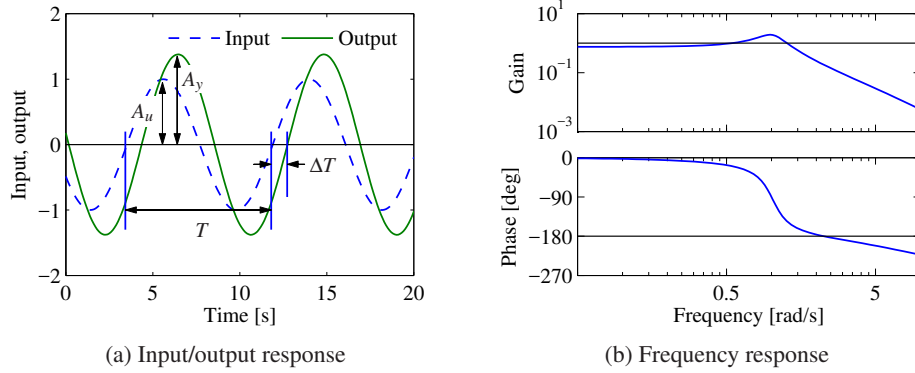 Input Output
2
1
0
−1
−2
Input, output
A_u
A_y
ΔT
T
0 5 10 15 20
Time [s]
(a) Input/output response
10^1
10^−1
10^−3
Gain
0
−90
−180
−270
Phase [deg]
0.5 5
Frequency [rad/s]
(b) Frequency response